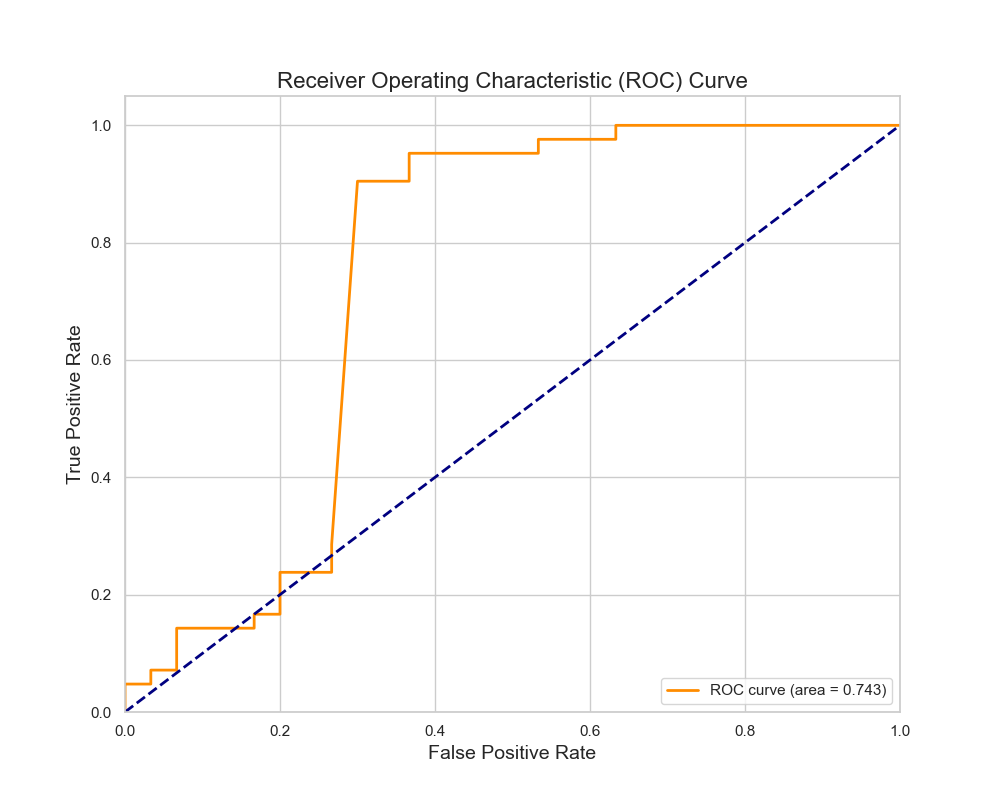 Receiver Operating Characteristic (ROC) Curve
True Positive Rate
1.0
0.8
0.6
0.4
0.2
0.0
ROC curve (area = 0.743)
0.0 0.2 0.4 0.6 0.8 1.0
False Positive Rate